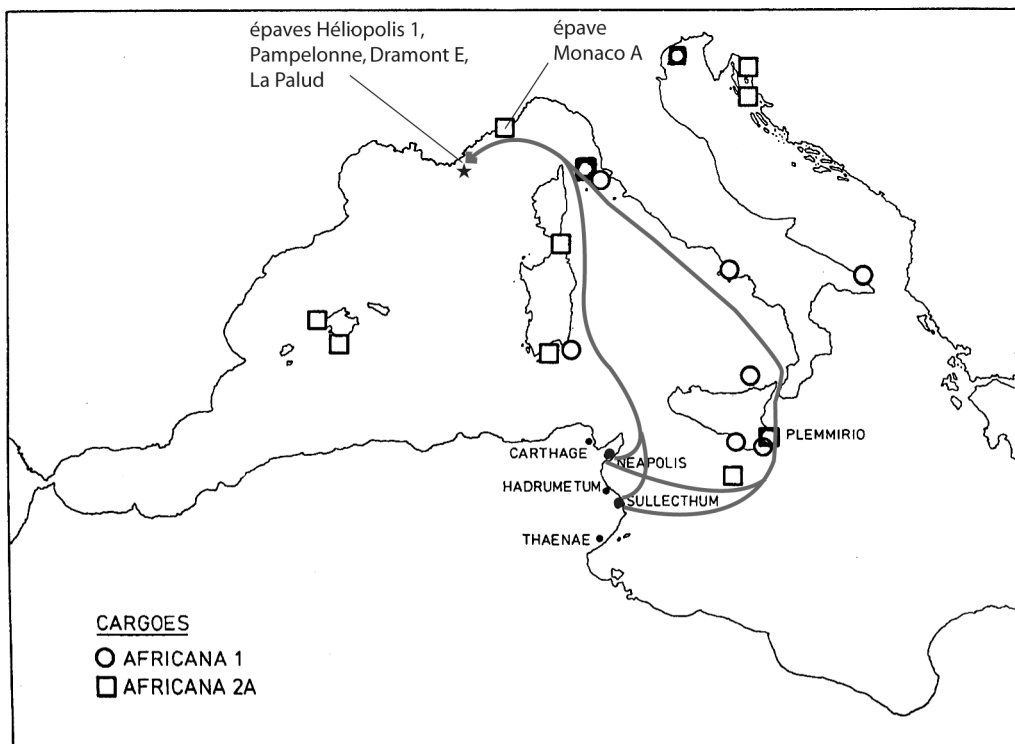 épaves Héliopolis 1,
Pampelonne, Dramont E,
La Palud
épave
Monaco A
PLEMMIRIO
CARTHAGE
NEAPOLIS
HADRUMETUM
SULLECTHUM
THAENAE
CARGOES
AFRICANA 1
AFRICANA 2A